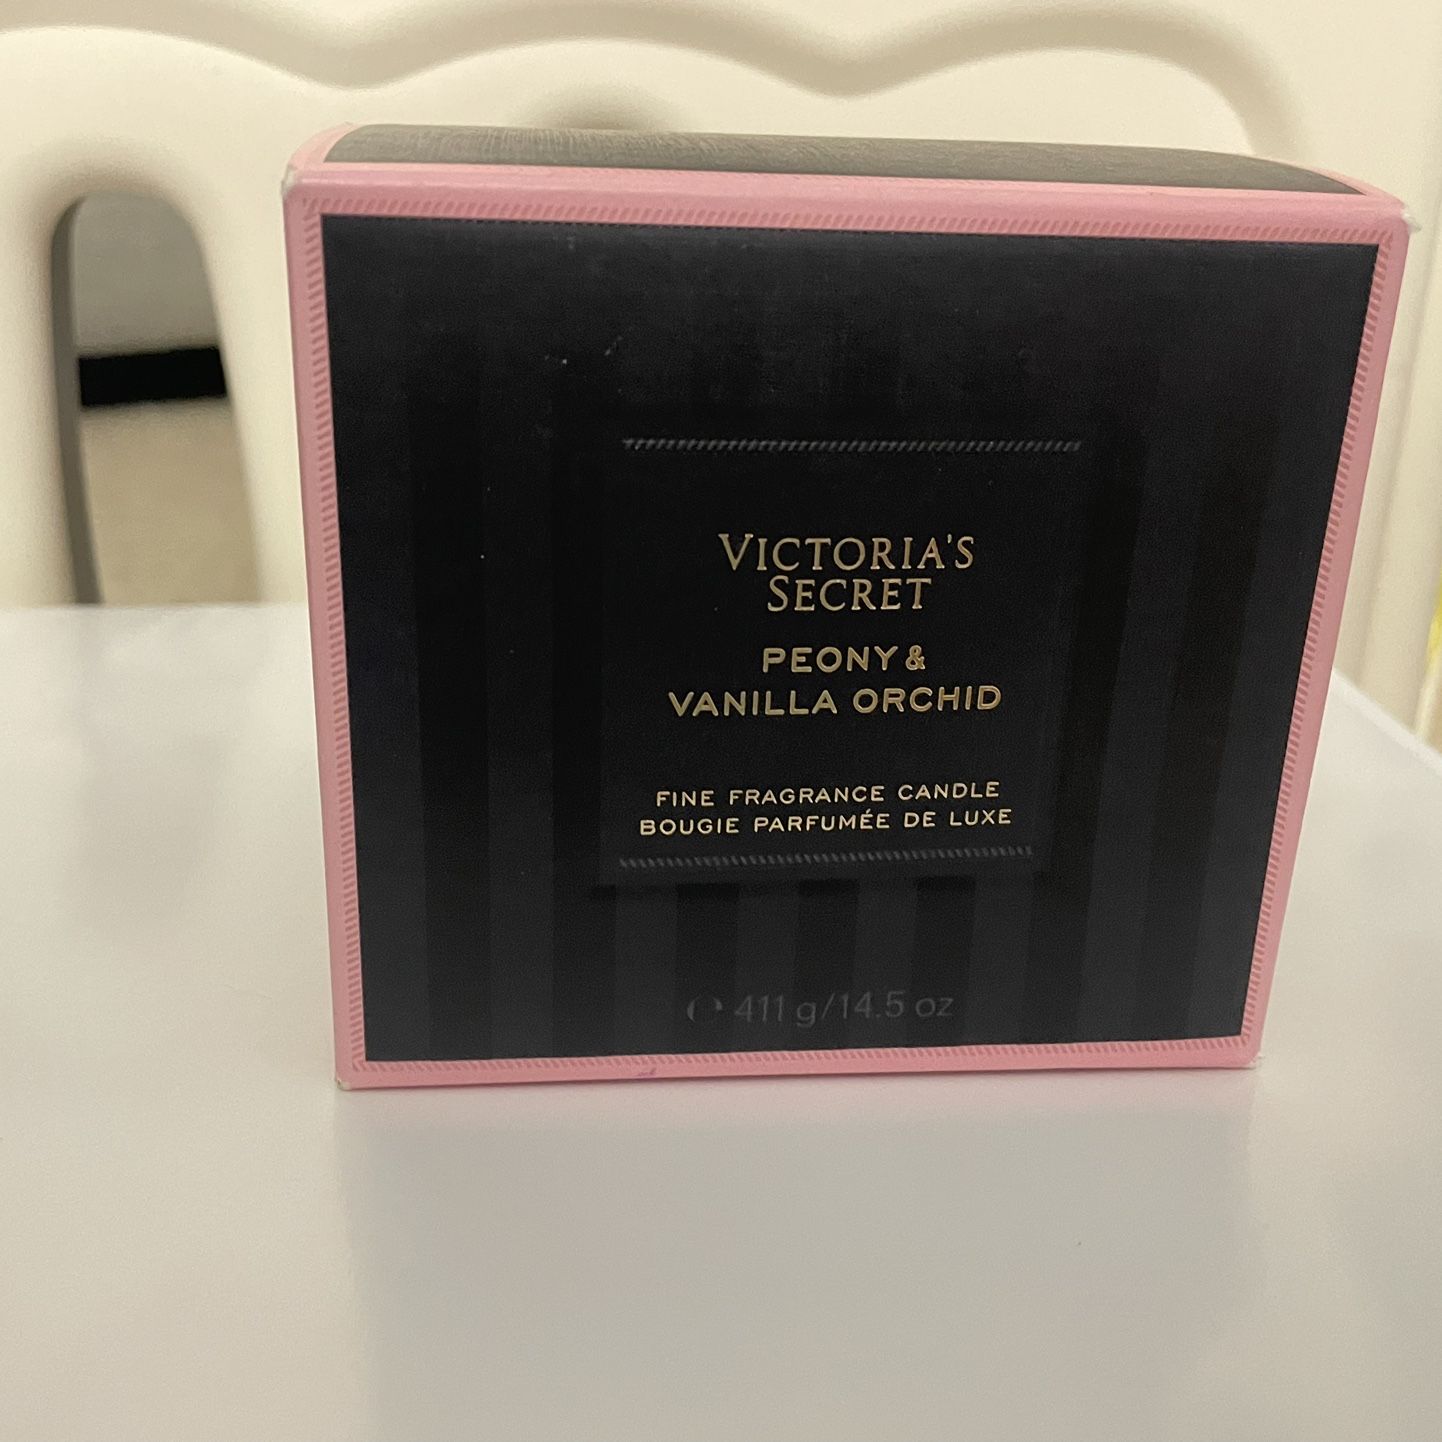 VICTORIA'S
SECRET
PEONY &
VANILLA ORCHID
FINE FRAGRANCE CANDLE
BOUGIE PARFUMÉE DE LUXE
℮ 411 g/14.5 oz